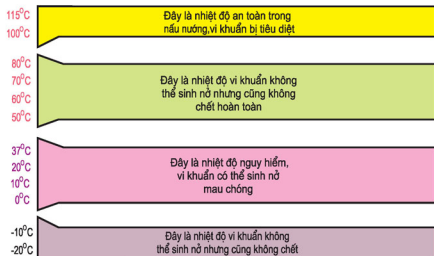 115°C
Đây là nhiệt độ an toàn trong
100°C
nấu nướng,vi khuẩn bị tiêu diệt
80°C
70°C
Đây là nhiệt độ vi khuẩn không
60°C
thể sinh nở nhưng cũng không
50°C
chết hoàn toàn
37°C
20°C
Đây là nhiệt độ nguy hiểm,
10°C
vi khuẩn có thể sinh nở
0°C
mau chóng
-10°C
Đây là nhiệt độ vi khuẩn không
-20°C
thể sinh nở nhưng cũng không chết